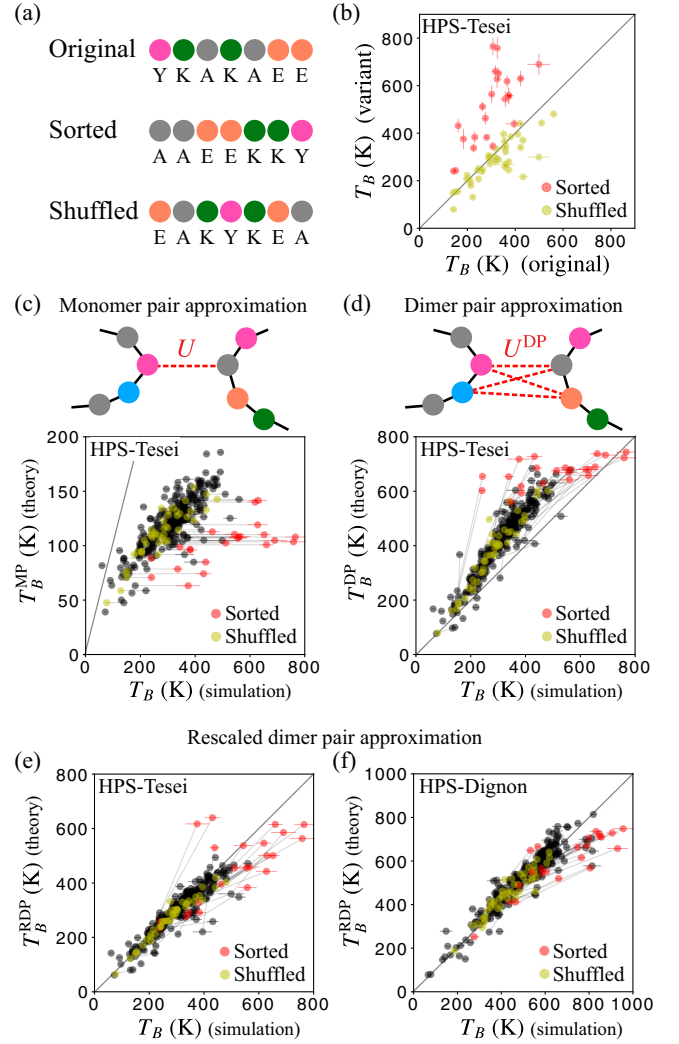 (a)
Original
Y K A K A E E
Sorted
A A E E K K Y
Shuffled
E A K Y K E A
(b)
HPS-Tesei
T_B (K) (variant)
800
600
400
200
0
0 200 400 600 800
T_B (K) (original)
Sorted
Shuffled
(c) Monomer pair approximation
U
HPS-Tesei
T_B^MP (K) (theory)
200
150
100
50
0
0 200 400 600 800
T_B (K) (simulation)
Sorted
Shuffled
(d) Dimer pair approximation
U^DP
HPS-Tesei
T_B^DP (K) (theory)
800
600
400
200
0
0 200 400 600 800
T_B (K) (simulation)
Sorted
Shuffled
Rescaled dimer pair approximation
(e)
HPS-Tesei
T_B^RDP (K) (theory)
800
600
400
200
0
0 200 400 600 800
T_B (K) (simulation)
Sorted
Shuffled
(f)
HPS-Dignon
T_B^RDP (K) (theory)
1000
800
600
400
200
0
0 200 400 600 800 1000
T_B (K) (simulation)
Sorted
Shuffled